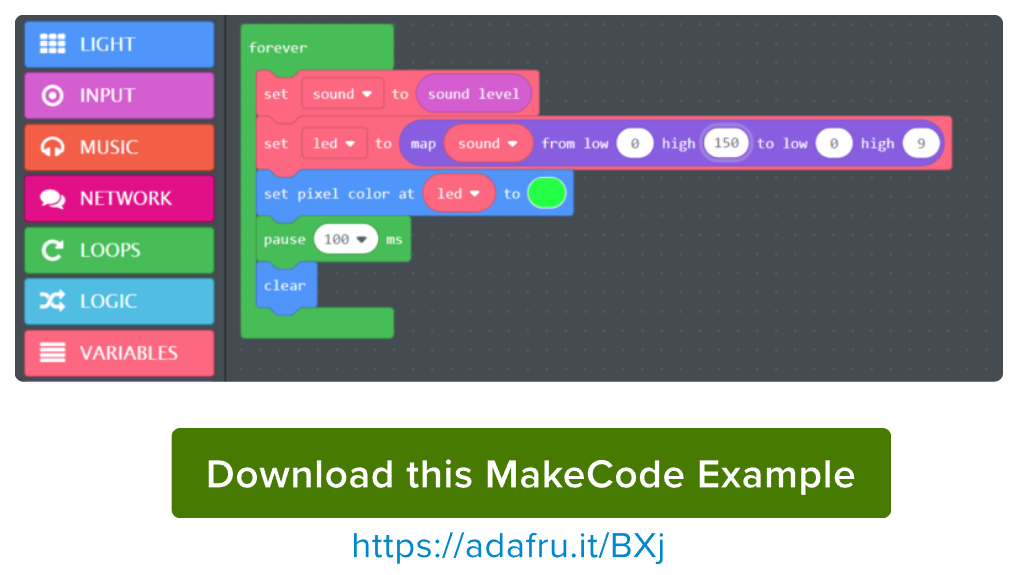 LIGHT
INPUT
MUSIC
NETWORK
LOOPS
LOGIC
VARIABLES
forever
set sound to sound level
set led to map sound from low 0 high 150 to low 0 high 9
set pixel color at led to
pause 100 ms
clear
Download this MakeCode Example
https://adafru.it/BXj